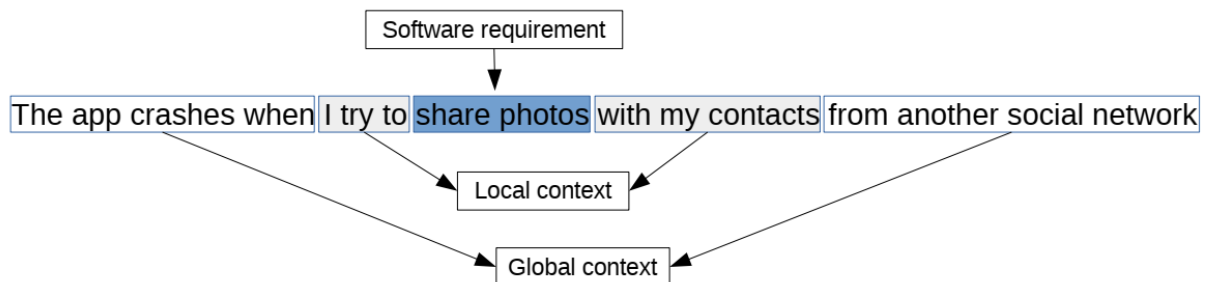 Software requirement
The app crashes when I try to share photos with my contacts from another social network
Local context
Global context